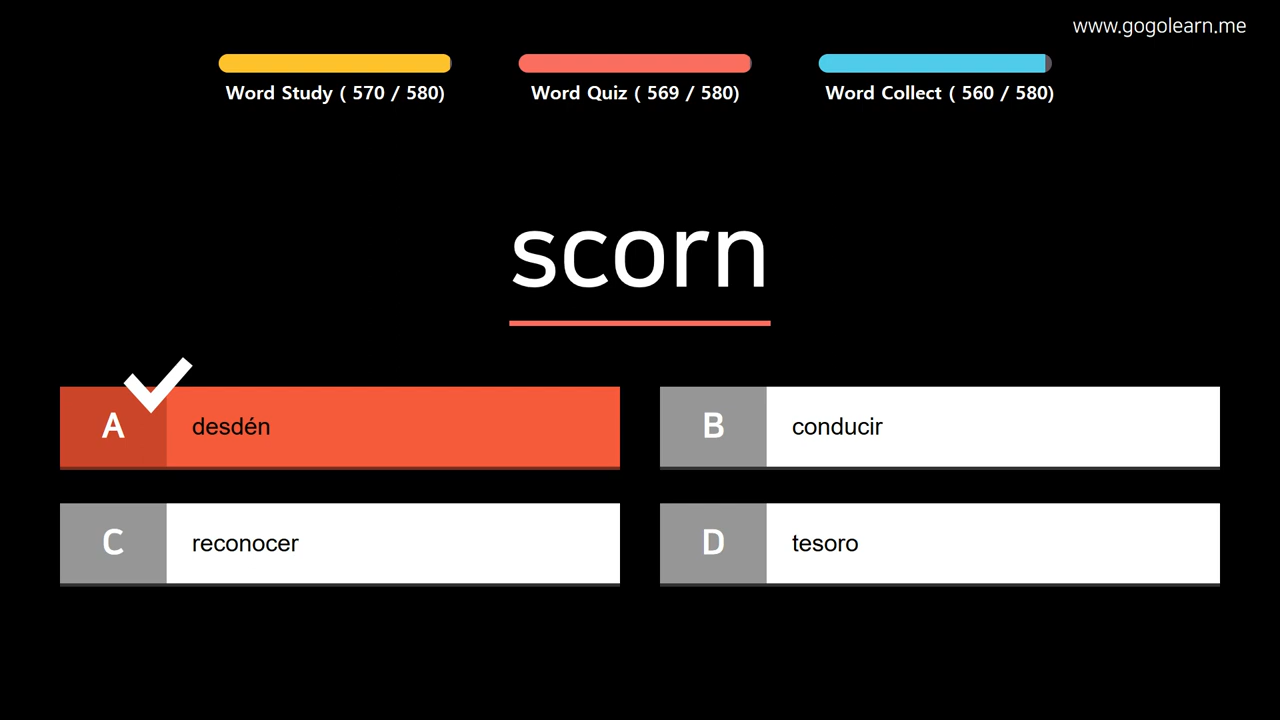 www.gogolearn.me
Word Study ( 570 / 580)
Word Quiz ( 569 / 580)
Word Collect ( 560 / 580)
scorn
A
desdén
B
conducir
C
reconocer
D
tesoro